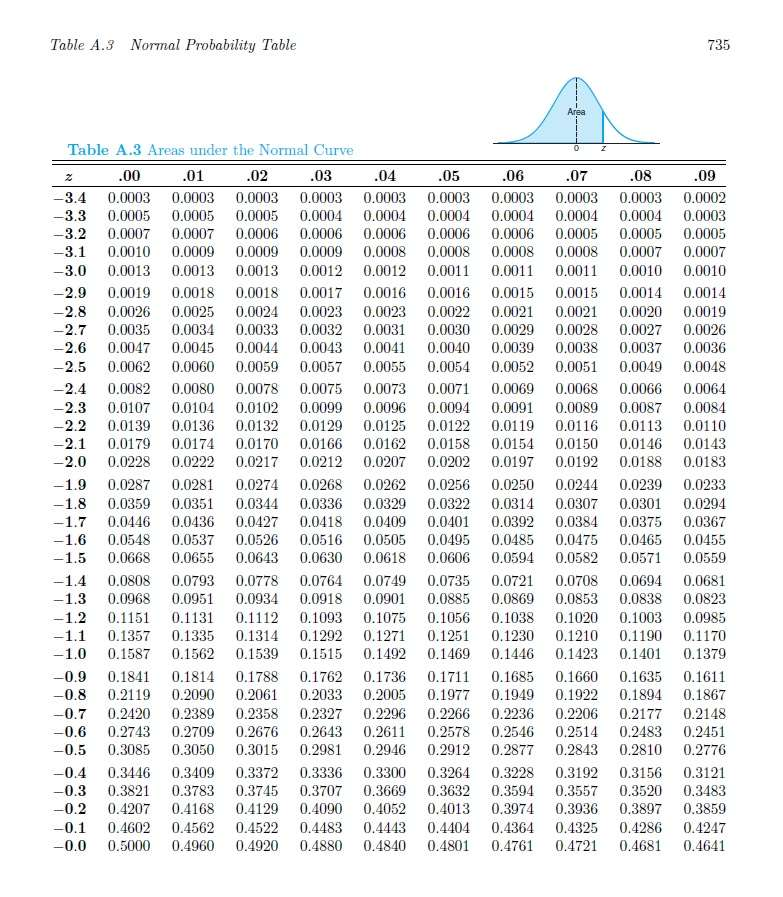 Table A.3 Normal Probability Table 735
Area
0 z
Table A.3 Areas under the Normal Curve
z .00 .01 .02 .03 .04 .05 .06 .07 .08 .09
−3.4 0.0003 0.0003 0.0003 0.0003 0.0003 0.0003 0.0003 0.0003 0.0003 0.0002
−3.3 0.0005 0.0005 0.0005 0.0004 0.0004 0.0004 0.0004 0.0004 0.0004 0.0003
−3.2 0.0007 0.0007 0.0006 0.0006 0.0006 0.0006 0.0006 0.0005 0.0005 0.0005
−3.1 0.0010 0.0009 0.0009 0.0009 0.0008 0.0008 0.0008 0.0008 0.0007 0.0007
−3.0 0.0013 0.0013 0.0013 0.0012 0.0012 0.0011 0.0011 0.0011 0.0010 0.0010
−2.9 0.0019 0.0018 0.0018 0.0017 0.0016 0.0016 0.0015 0.0015 0.0014 0.0014
−2.8 0.0026 0.0025 0.0024 0.0023 0.0023 0.0022 0.0021 0.0021 0.0020 0.0019
−2.7 0.0035 0.0034 0.0033 0.0032 0.0031 0.0030 0.0029 0.0028 0.0027 0.0026
−2.6 0.0047 0.0045 0.0044 0.0043 0.0041 0.0040 0.0039 0.0038 0.0037 0.0036
−2.5 0.0062 0.0060 0.0059 0.0057 0.0055 0.0054 0.0052 0.0051 0.0049 0.0048
−2.4 0.0082 0.0080 0.0078 0.0075 0.0073 0.0071 0.0069 0.0068 0.0066 0.0064
−2.3 0.0107 0.0104 0.0102 0.0099 0.0096 0.0094 0.0091 0.0089 0.0087 0.0084
−2.2 0.0139 0.0136 0.0132 0.0129 0.0125 0.0122 0.0119 0.0116 0.0113 0.0110
−2.1 0.0179 0.0174 0.0170 0.0166 0.0162 0.0158 0.0154 0.0150 0.0146 0.0143
−2.0 0.0228 0.0222 0.0217 0.0212 0.0207 0.0202 0.0197 0.0192 0.0188 0.0183
−1.9 0.0287 0.0281 0.0274 0.0268 0.0262 0.0256 0.0250 0.0244 0.0239 0.0233
−1.8 0.0359 0.0351 0.0344 0.0336 0.0329 0.0322 0.0314 0.0307 0.0301 0.0294
−1.7 0.0446 0.0436 0.0427 0.0418 0.0409 0.0401 0.0392 0.0384 0.0375 0.0367
−1.6 0.0548 0.0537 0.0526 0.0516 0.0505 0.0495 0.0485 0.0475 0.0465 0.0455
−1.5 0.0668 0.0655 0.0643 0.0630 0.0618 0.0606 0.0594 0.0582 0.0571 0.0559
−1.4 0.0808 0.0793 0.0778 0.0764 0.0749 0.0735 0.0721 0.0708 0.0694 0.0681
−1.3 0.0968 0.0951 0.0934 0.0918 0.0901 0.0885 0.0869 0.0853 0.0838 0.0823
−1.2 0.1151 0.1131 0.1112 0.1093 0.1075 0.1056 0.1038 0.1020 0.1003 0.0985
−1.1 0.1357 0.1335 0.1314 0.1292 0.1271 0.1251 0.1230 0.1210 0.1190 0.1170
−1.0 0.1587 0.1562 0.1539 0.1515 0.1492 0.1469 0.1446 0.1423 0.1401 0.1379
−0.9 0.1841 0.1814 0.1788 0.1762 0.1736 0.1711 0.1685 0.1660 0.1635 0.1611
−0.8 0.2119 0.2090 0.2061 0.2033 0.2005 0.1977 0.1949 0.1922 0.1894 0.1867
−0.7 0.2420 0.2389 0.2358 0.2327 0.2296 0.2266 0.2236 0.2206 0.2177 0.2148
−0.6 0.2743 0.2709 0.2676 0.2643 0.2611 0.2578 0.2546 0.2514 0.2483 0.2451
−0.5 0.3085 0.3050 0.3015 0.2981 0.2946 0.2912 0.2877 0.2843 0.2810 0.2776
−0.4 0.3446 0.3409 0.3372 0.3336 0.3300 0.3264 0.3228 0.3192 0.3156 0.3121
−0.3 0.3821 0.3783 0.3745 0.3707 0.3669 0.3632 0.3594 0.3557 0.3520 0.3483
−0.2 0.4207 0.4168 0.4129 0.4090 0.4052 0.4013 0.3974 0.3936 0.3897 0.3859
−0.1 0.4602 0.4562 0.4522 0.4483 0.4443 0.4404 0.4364 0.4325 0.4286 0.4247
−0.0 0.5000 0.4960 0.4920 0.4880 0.4840 0.4801 0.4761 0.4721 0.4681 0.4641